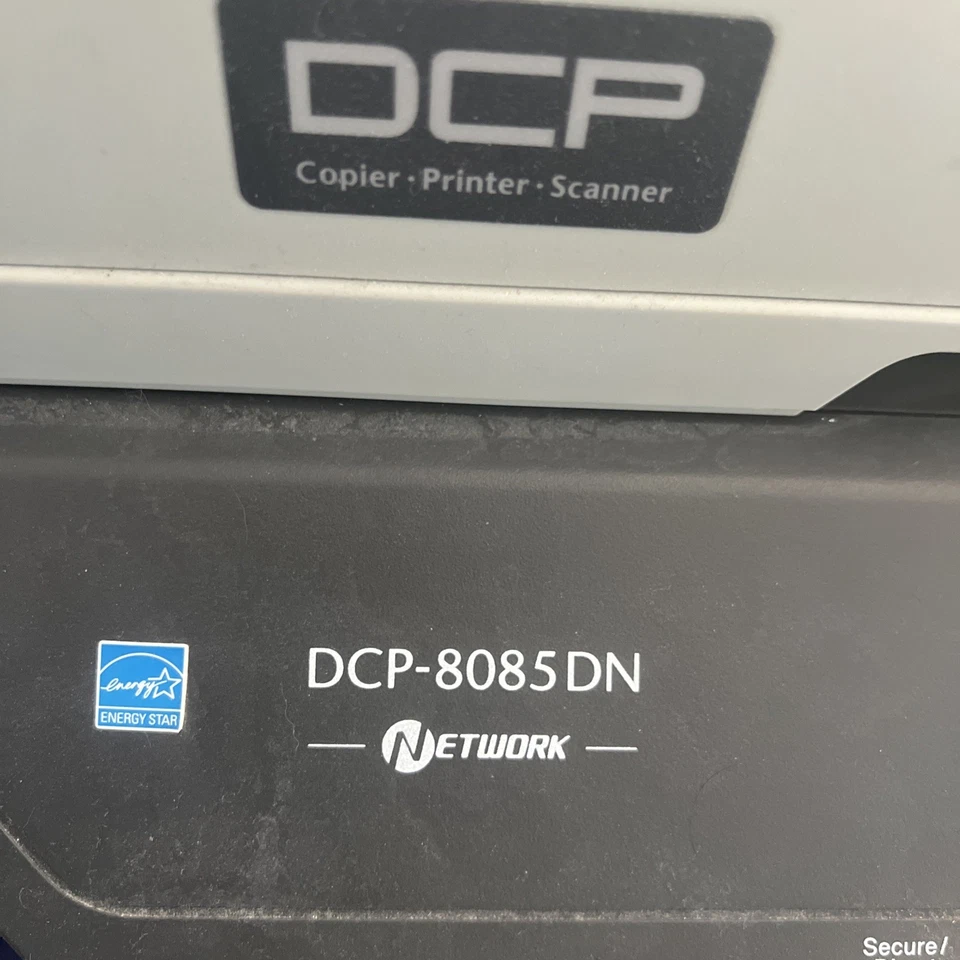 DCP
Copier · Printer · Scanner
energy
ENERGY STAR
DCP-8085DN
NETWORK
Secure/